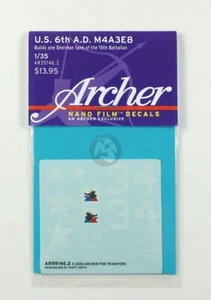 U.S. 6th A.D. M4A3E8
Builds one Sherman tank of the 15th Battalion
1/35
AR35146.2
$13.95
Archer
NANO FILM DECALS
AN ARCHER EXCLUSIVE
34
AR99146.2 © 2020 ARCHER FINE TRANSFERS